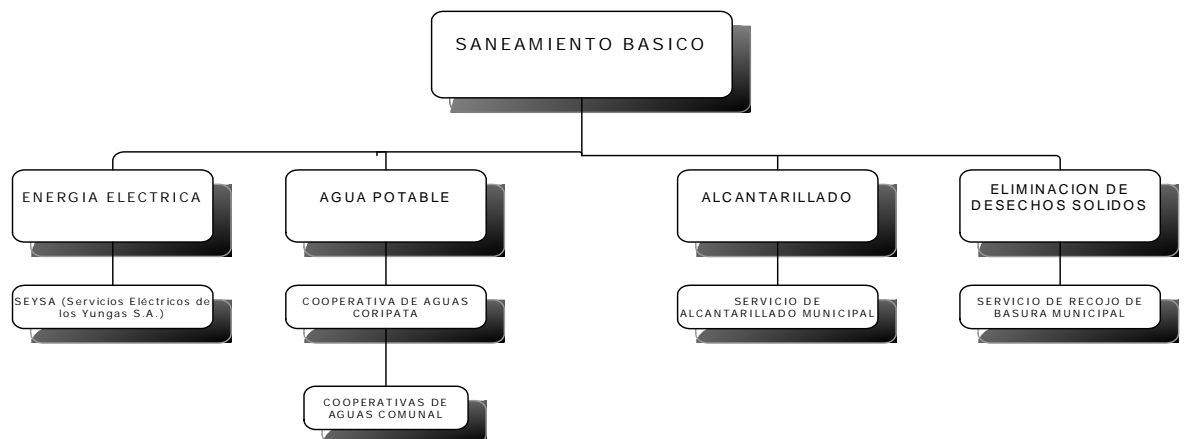 SANEAMIENTO BASICO
ENERGIA ELECTRICA
AGUA POTABLE
ALCANTARILLADO
ELIMINACION DE
DESECHOS SOLIDOS
SEYSA (Servicios Eléctricos de
los Yungas S.A.)
COOPERATIVA DE AGUAS
CORIPATA
SERVICIO DE
ALCANTARILLADO MUNICIPAL
SERVICIO DE RECOJO DE
BASURA MUNICIPAL
COOPERATIVAS DE
AGUAS COMUNAL